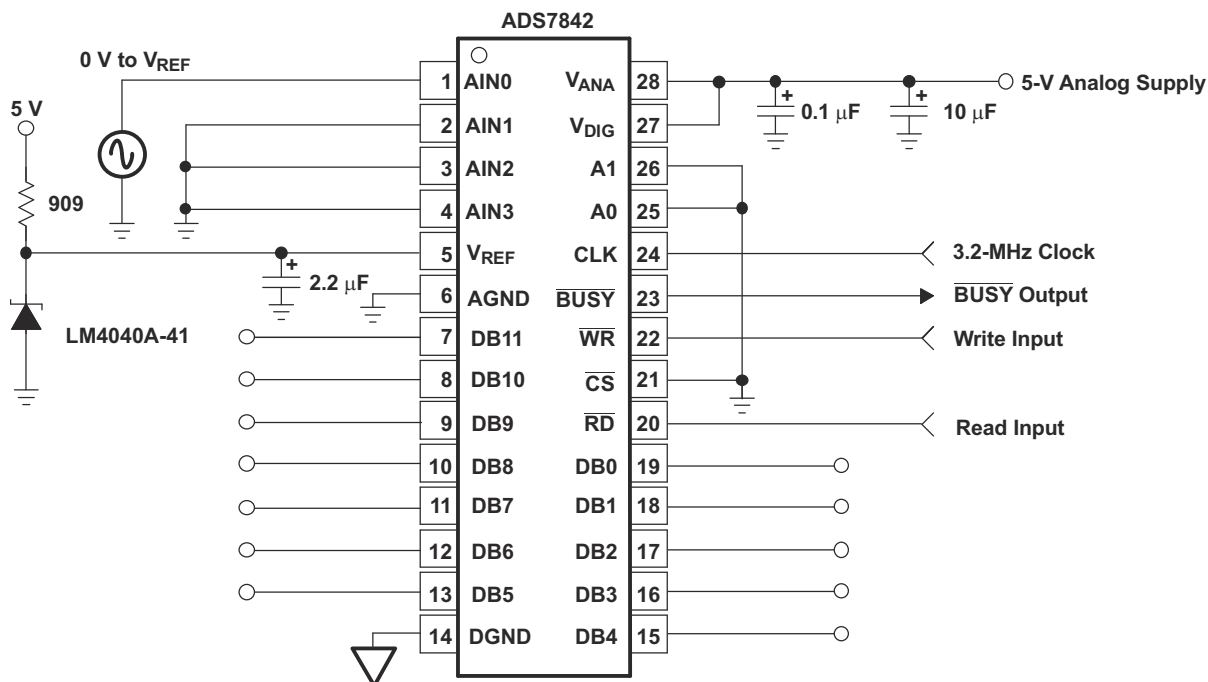 ADS7842
0 V to VREF
5 V
909
LM4040A-41
2.2 μF
1 AIN0
2 AIN1
3 AIN2
4 AIN3
5 VREF
6 AGND
7 DB11
8 DB10
9 DB9
10 DB8
11 DB7
12 DB6
13 DB5
14 DGND
VANA 28
VDIG 27
A1 26
A0 25
CLK 24
BUSY 23
WR 22
CS 21
RD 20
DB0 19
DB1 18
DB2 17
DB3 16
DB4 15
+
0.1 μF
+
10 μF
+
5-V Analog Supply
3.2-MHz Clock
BUSY Output
Write Input
Read Input